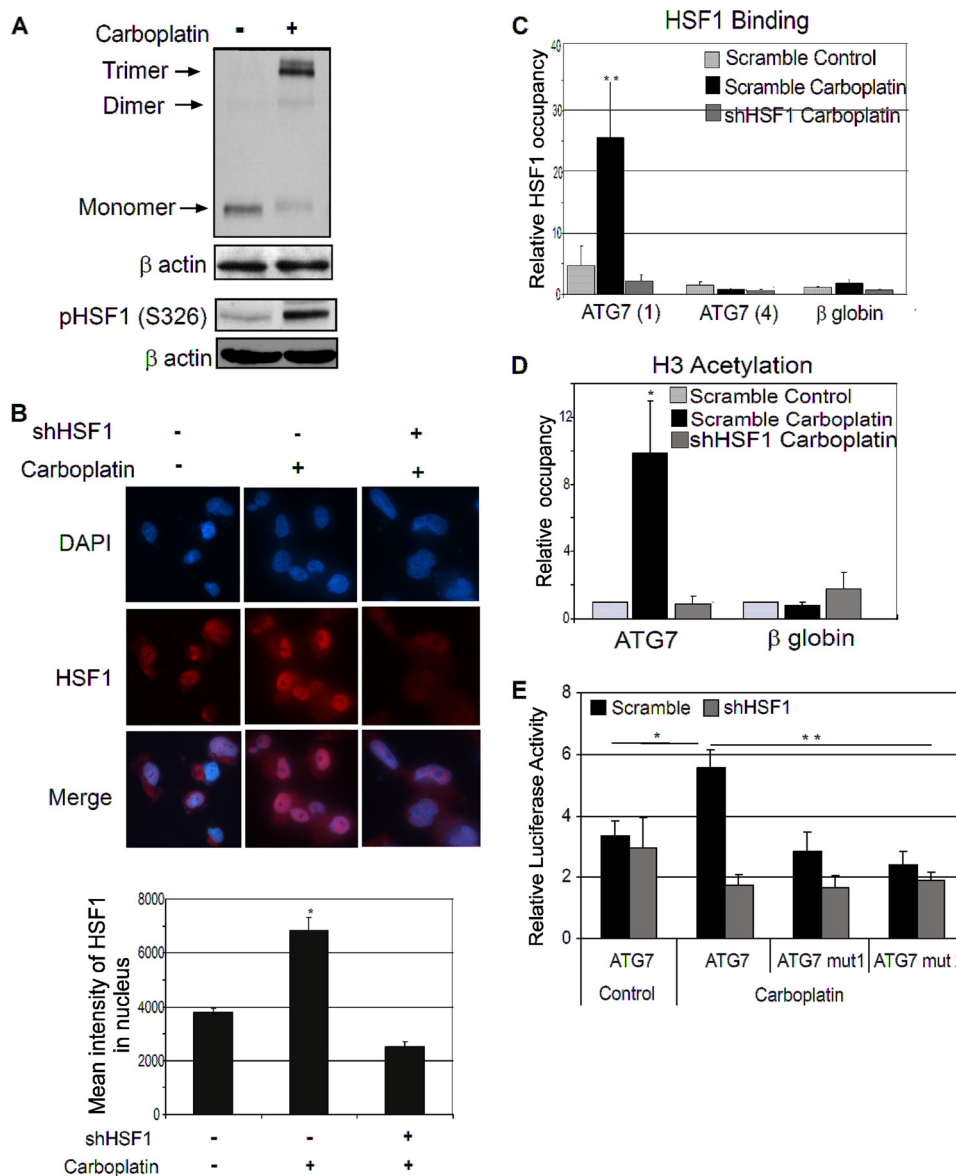 A
Carboplatin - +
Trimer
Dimer
Monomer
β actin
pHSF1 (S326)
β actin
B
shHSF1 - - +
Carboplatin - + +
DAPI
HSF1
Merge
Mean intensity of HSF1
in nucleus
8000
6000
4000
2000
0
*
shHSF1 - - +
Carboplatin - + +
C
HSF1 Binding
Relative HSF1 occupancy
40
30
20
10
0
Scramble Control
Scramble Carboplatin
shHSF1 Carboplatin
**
ATG7 (1) ATG7 (4) β globin
D
H3 Acetylation
Relative occupancy
12
8
4
0
Scramble Control
Scramble Carboplatin
shHSF1 Carboplatin
*
ATG7 β globin
E
Relative Luciferase Activity
8
6
4
2
0
Scramble shHSF1
* **
ATG7 ATG7 ATG7 mut1 ATG7 mut
Control Carboplatin